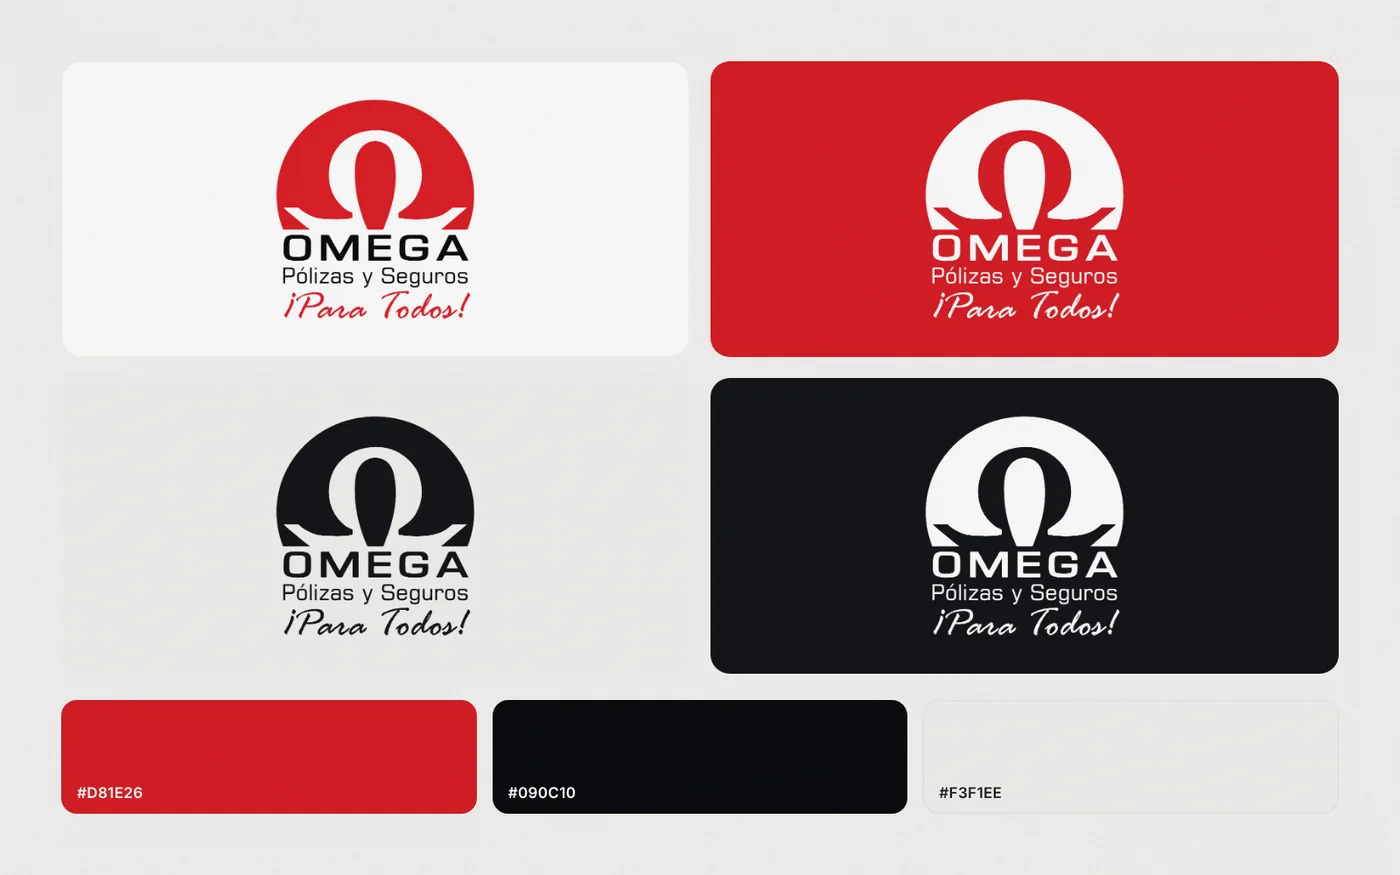 OMEGA
Pólizas y Seguros
¡Para Todos!
OMEGA
Pólizas y Seguros
¡Para Todos!
OMEGA
Pólizas y Seguros
¡Para Todos!
OMEGA
Pólizas y Seguros
¡Para Todos!
#D81E26
#090C10
#F3F1EE